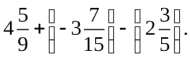 4 5/9 + (- 3 7/15) - (2 3/5).